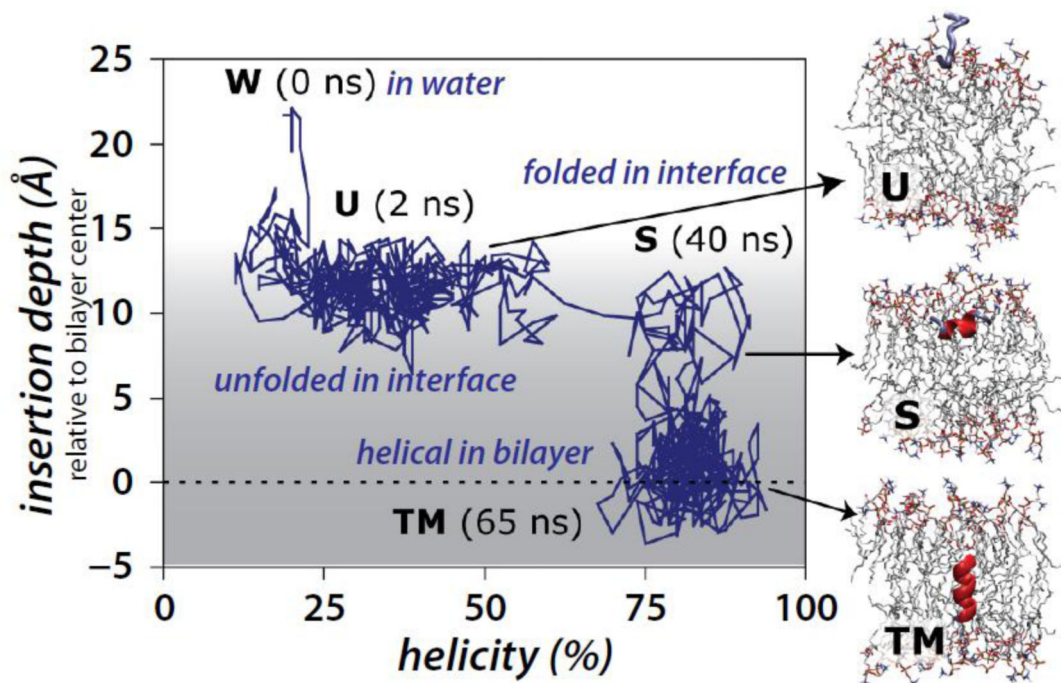 25
20
15
10
5
0
−5
insertion depth (Å)
relative to bilayer center
W (0 ns) in water
U (2 ns)
folded in interface
S (40 ns)
unfolded in interface
helical in bilayer
TM (65 ns)
0
25
50
75
100
helicity (%)
U
S
TM